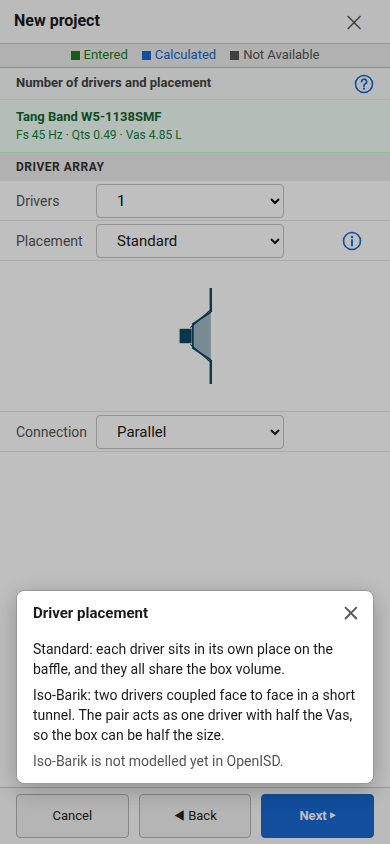 New project
Entered
Calculated
Not Available
Number of drivers and placement
Tang Band W5-1138SMF
Fs 45 Hz · Qts 0.49 · Vas 4.85 L
DRIVER ARRAY
Drivers
1
Placement
Standard
Connection
Parallel
Driver placement
Standard: each driver sits in its own place on the
baffle, and they all share the box volume.
Iso-Barik: two drivers coupled face to face in a short
tunnel. The pair acts as one driver with half the Vas,
so the box can be half the size.
Iso-Barik is not modelled yet in OpenISD.
Cancel
Back
Next